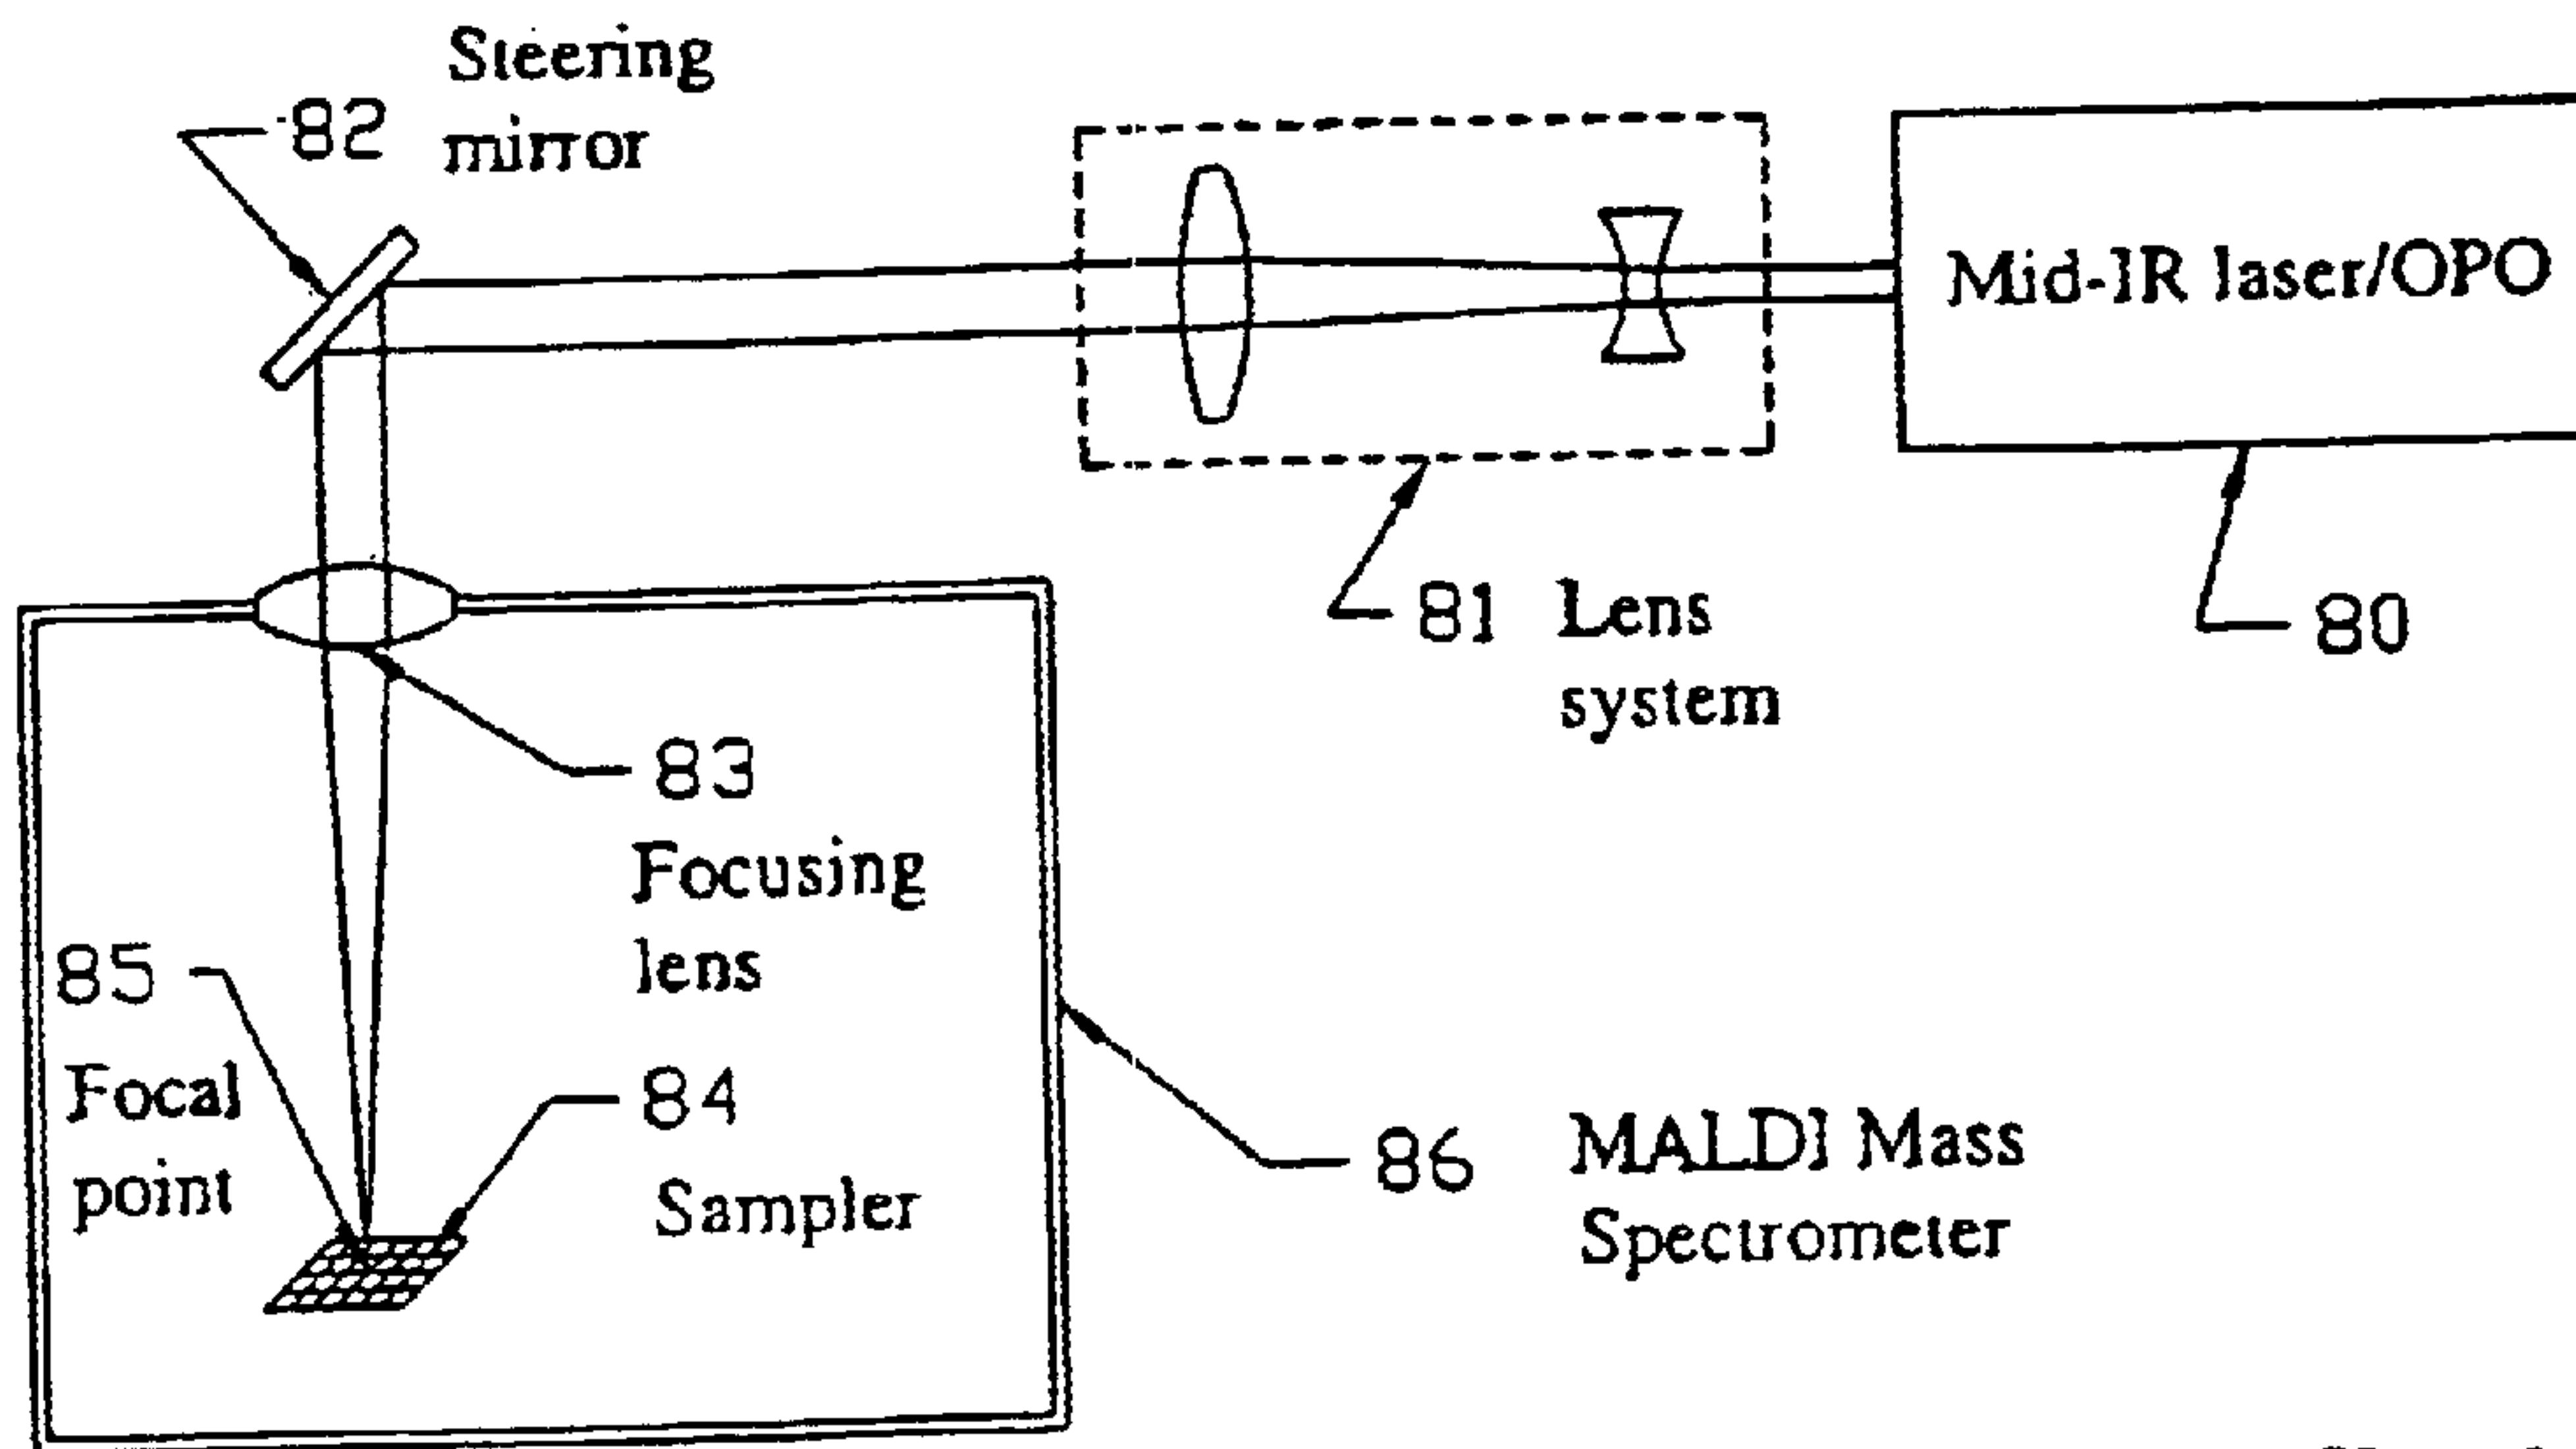 Steering
82 mirror
Mid-IR laser/OPO
81 Lens
system
80
83
Focusing
lens
85
Focal
point
84
Sampler
86 MALDI Mass
Spectrometer